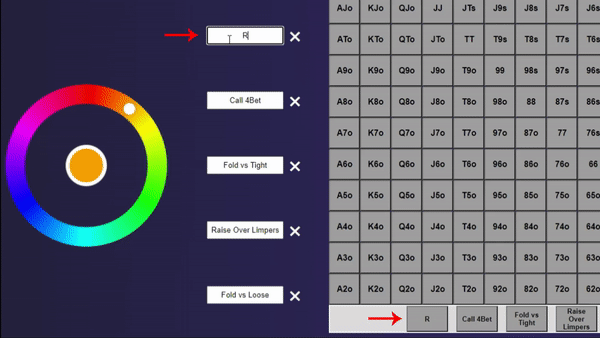 R
Call 4Bet
Fold vs Tight
Raise Over Limpers
Fold vs Loose
AJo KJo QJo JJ JTs J9s J8s J7s J6s
ATo KTo QTo JTo TT T9s T8s T7s T6s
A9o K9o Q9o J9o T9o 99 98s 97s 96s
A8o K8o Q8o J8o T8o 98o 88 87s 86s
A7o K7o Q7o J7o T7o 97o 87o 77 76s
A6o K6o Q6o J6o T6o 96o 86o 76o 66
A5o K5o Q5o J5o T5o 95o 85o 75o 65o
A4o K4o Q4o J4o T4o 94o 84o 74o 64o
A3o K3o Q3o J3o T3o 93o 83o 73o 63o
A2o K2o Q2o J2o T2o 92o 82o 72o 62o
R
Call 4Bet
Fold vs
Tight
Raise
Over
Limpers